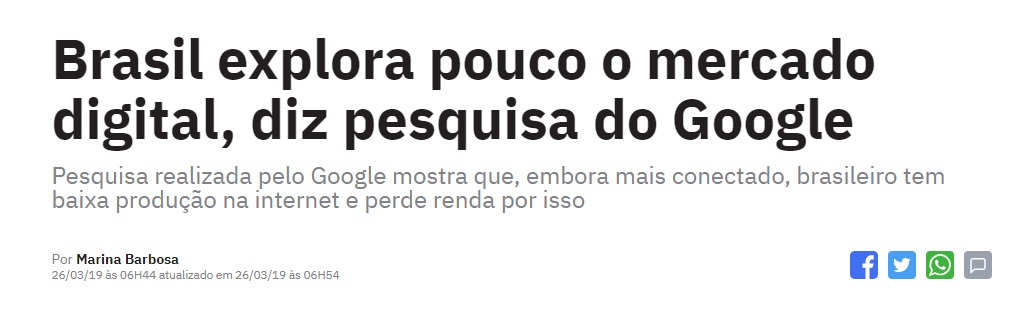 Brasil explora pouco o mercado
digital, diz pesquisa do Google
Pesquisa realizada pelo Google mostra que, embora mais conectado, brasileiro tem
baixa produção na internet e perde renda por isso
Por Marina Barbosa
26/03/19 às 06H44 atualizado em 26/03/19 às 06H54